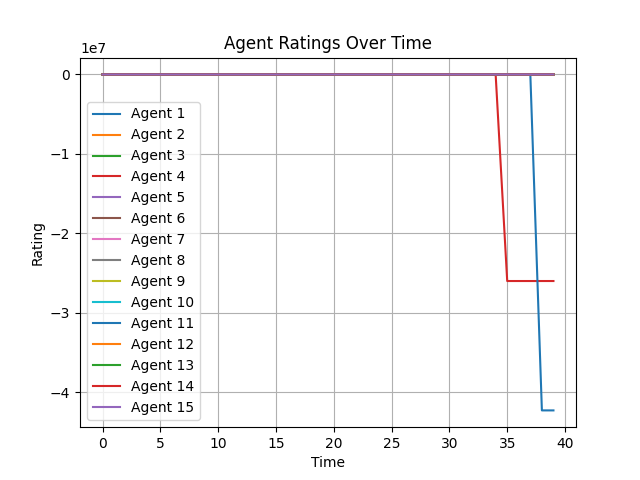 Agent Ratings Over Time
1e7
0
−1
−2
−3
−4
Rating
Agent 1
Agent 2
Agent 3
Agent 4
Agent 5
Agent 6
Agent 7
Agent 8
Agent 9
Agent 10
Agent 11
Agent 12
Agent 13
Agent 14
Agent 15
0 5 10 15 20 25 30 35 40
Time